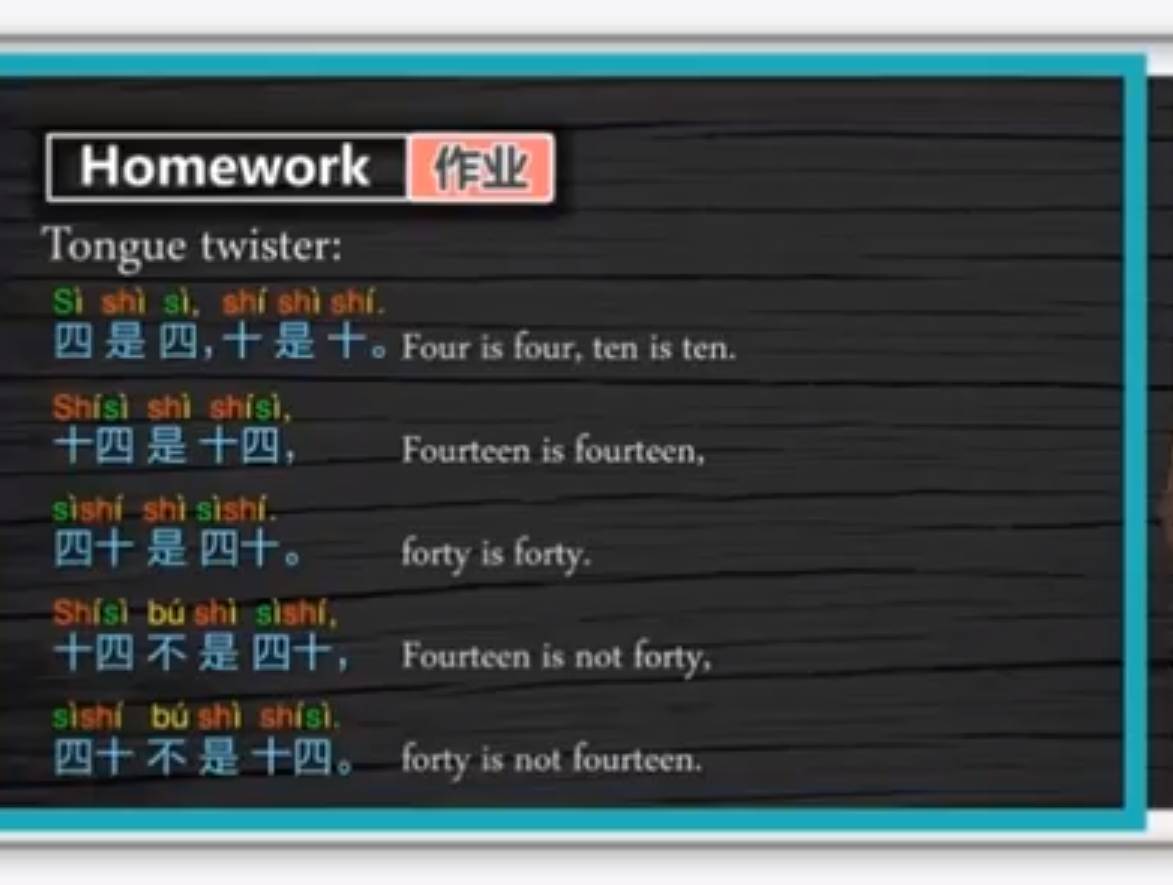 Homework 作业
Tongue twister:
Sì shì sì, shí shì shí.
四 是 四,十 是 十。 Four is four, ten is ten.
Shísì shì shísì,
十四 是 十四, Fourteen is fourteen,
sìshí shì sìshí.
四十 是 四十。 forty is forty.
Shísì bú shì sìshí,
十四 不 是 四十, Fourteen is not forty,
sìshí bú shì shísì.
四十 不 是 十四。 forty is not fourteen.